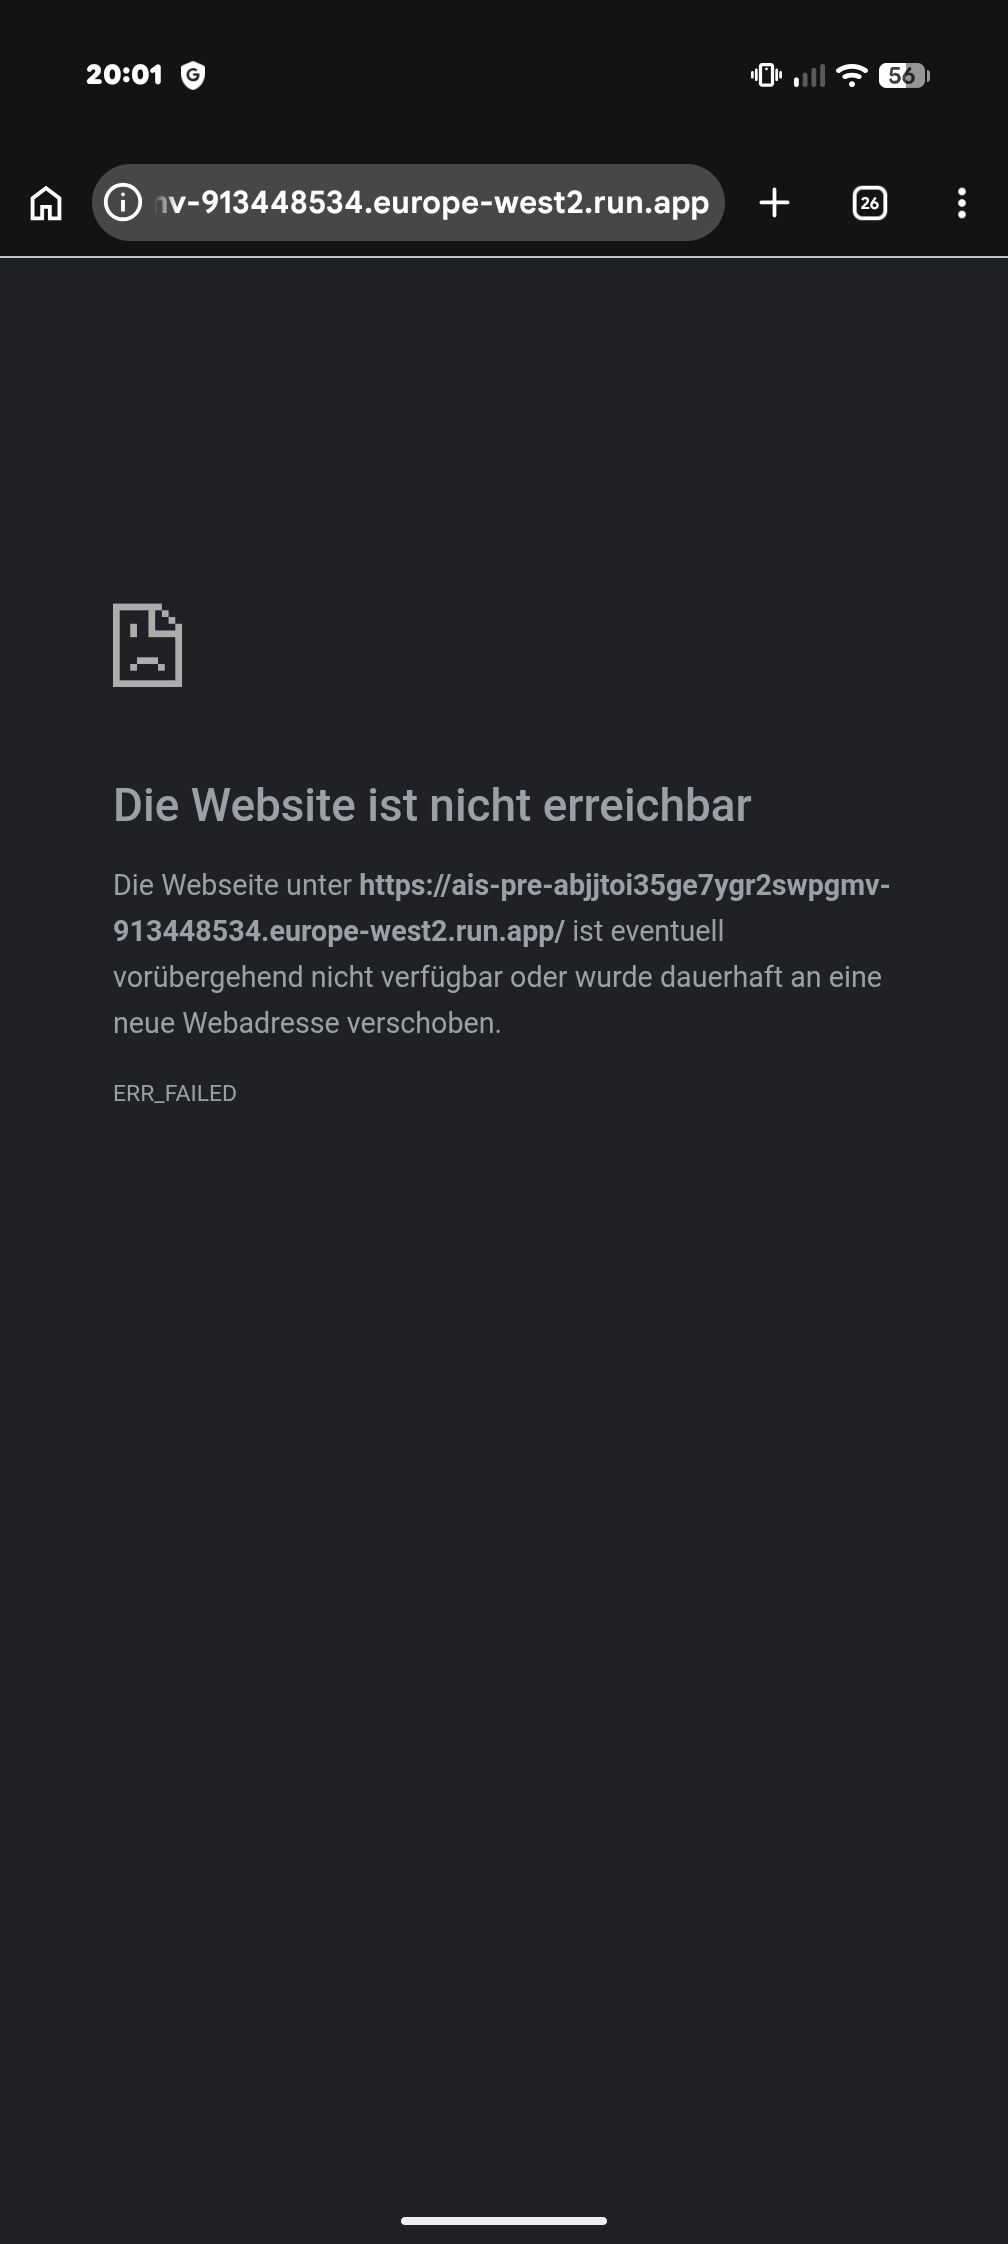 20:01
56
v-913448534.europe-west2.run.app
26
Die Website ist nicht erreichbar
Die Webseite unter https://ais-pre-abjjtoi35ge7ygr2swpgmv-
913448534.europe-west2.run.app/ ist eventuell
vorübergehend nicht verfügbar oder wurde dauerhaft an eine
neue Webadresse verschoben.
ERR_FAILED